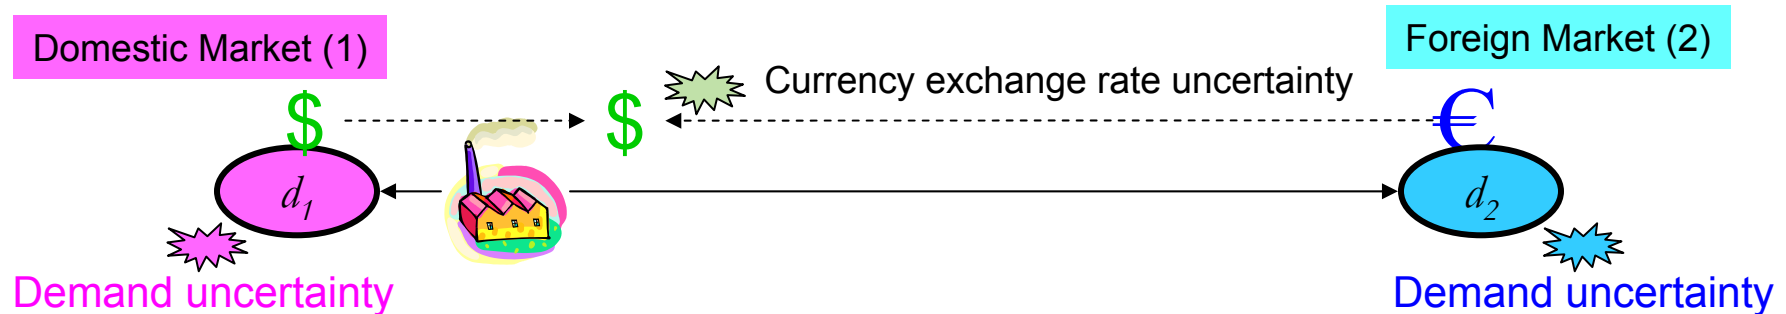 Domestic Market (1)
Foreign Market (2)
Currency exchange rate uncertainty
$
$
€
d1
d2
Demand uncertainty
Demand uncertainty